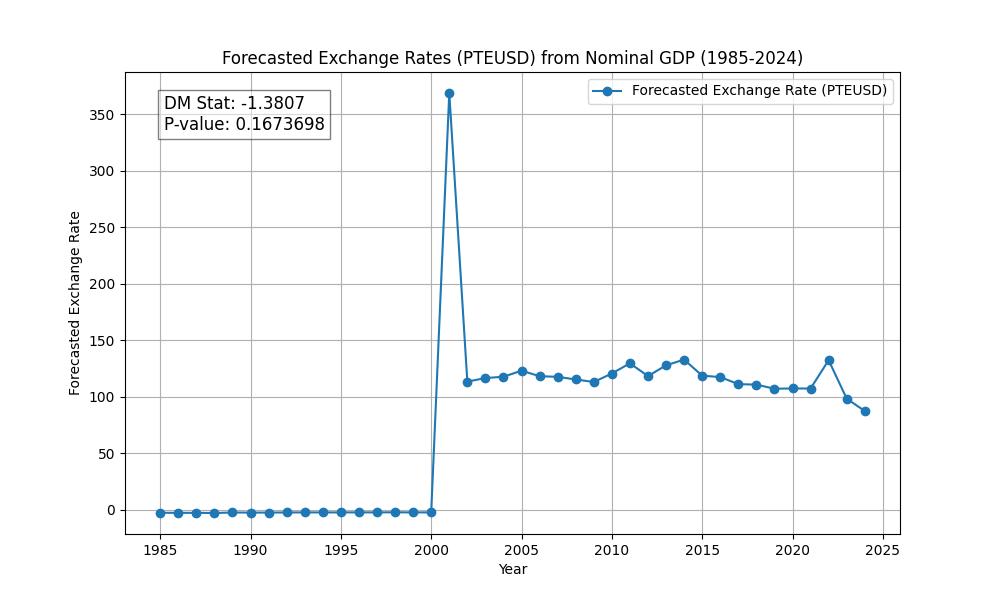 Forecasted Exchange Rates (PTEUSD) from Nominal GDP (1985-2024)
DM Stat: -1.3807
P-value: 0.1673698
Forecasted Exchange Rate (PTEUSD)
Forecasted Exchange Rate
350
300
250
200
150
100
50
0
1985 1990 1995 2000 2005 2010 2015 2020 2025
Year